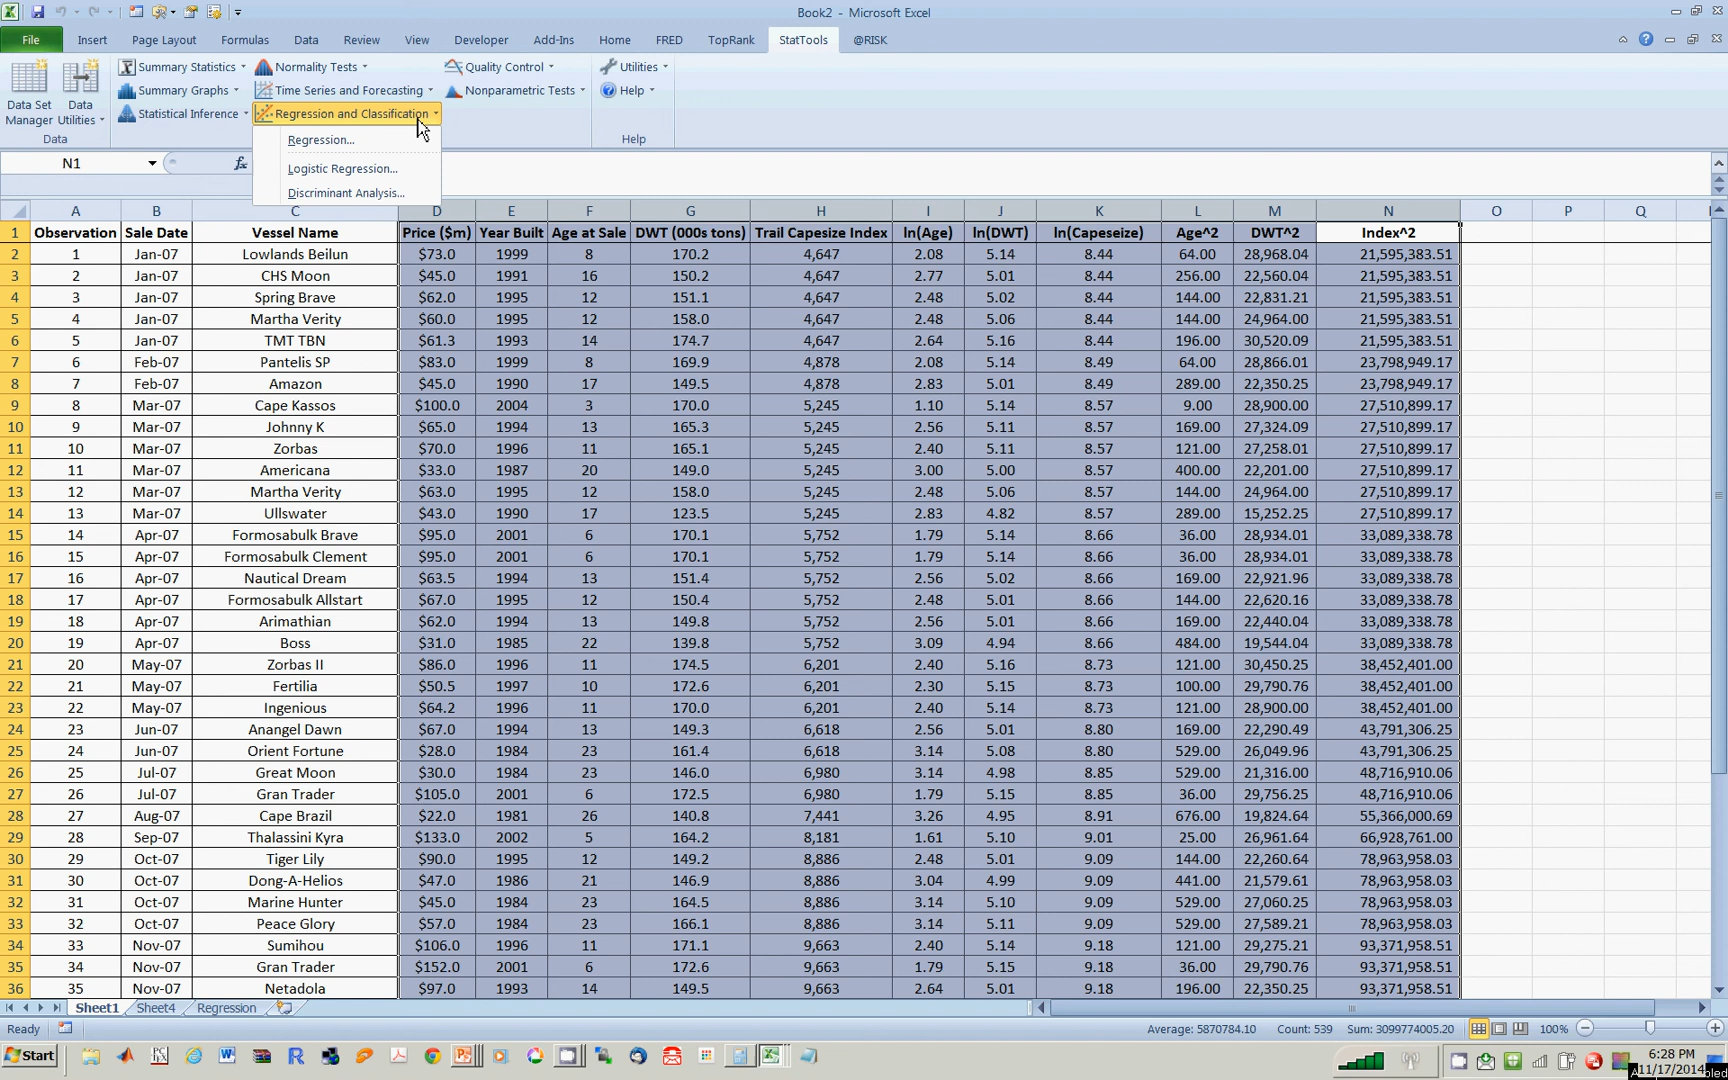 Book2 - Microsoft Excel
File Insert Page Layout Formulas Data Review View Developer Add-Ins Home FRED TopRank StatTools @RISK
Summary Statistics Normality Tests Quality Control Utilities
Data Set Manager Data Utilities Summary Graphs Time Series and Forecasting Nonparametric Tests Help
Statistical Inference Regression and Classification
Data Help
Regression...
Logistic Regression...
Discriminant Analysis...
N1 fx
A B C D E F G H I J K L M N O P Q
1 Observation Sale Date Vessel Name Price ($m) Year Built Age at Sale DWT (000s tons) Trail Capesize Index ln(Age) ln(DWT) ln(Capeseize) Age^2 DWT^2 Index^2
2 1 Jan-07 Lowlands Beilun $73.0 1999 8 170.2 4,647 2.08 5.14 8.44 64.00 28,968.04 21,595,383.51
3 2 Jan-07 CHS Moon $45.0 1991 16 150.2 4,647 2.77 5.01 8.44 256.00 22,560.04 21,595,383.51
4 3 Jan-07 Spring Brave $62.0 1995 12 151.1 4,647 2.48 5.02 8.44 144.00 22,831.21 21,595,383.51
5 4 Jan-07 Martha Verity $60.0 1995 12 158.0 4,647 2.48 5.06 8.44 144.00 24,964.00 21,595,383.51
6 5 Jan-07 TMT TBN $61.3 1993 14 174.7 4,647 2.64 5.16 8.44 196.00 30,520.09 21,595,383.51
7 6 Feb-07 Pantelis SP $83.0 1999 8 169.9 4,878 2.08 5.14 8.49 64.00 28,866.01 23,798,949.17
8 7 Feb-07 Amazon $45.0 1990 17 149.5 4,878 2.83 5.01 8.49 289.00 22,350.25 23,798,949.17
9 8 Mar-07 Cape Kassos $100.0 2004 3 170.0 5,245 1.10 5.14 8.57 9.00 28,900.00 27,510,899.17
10 9 Mar-07 Johnny K $65.0 1994 13 165.3 5,245 2.56 5.11 8.57 169.00 27,324.09 27,510,899.17
11 10 Mar-07 Zorbas $70.0 1996 11 165.1 5,245 2.40 5.11 8.57 121.00 27,258.01 27,510,899.17
12 11 Mar-07 Americana $33.0 1987 20 149.0 5,245 3.00 5.00 8.57 400.00 22,201.00 27,510,899.17
13 12 Mar-07 Martha Verity $63.0 1995 12 158.0 5,245 2.48 5.06 8.57 144.00 24,964.00 27,510,899.17
14 13 Mar-07 Ullswater $43.0 1990 17 123.5 5,245 2.83 4.82 8.57 289.00 15,252.25 27,510,899.17
15 14 Apr-07 Formosabulk Brave $95.0 2001 6 170.1 5,752 1.79 5.14 8.66 36.00 28,934.01 33,089,338.78
16 15 Apr-07 Formosabulk Clement $95.0 2001 6 170.1 5,752 1.79 5.14 8.66 36.00 28,934.01 33,089,338.78
17 16 Apr-07 Nautical Dream $63.5 1994 13 151.4 5,752 2.56 5.02 8.66 169.00 22,921.96 33,089,338.78
18 17 Apr-07 Formosabulk Allstart $67.0 1995 12 150.4 5,752 2.48 5.01 8.66 144.00 22,620.16 33,089,338.78
19 18 Apr-07 Arimathian $62.0 1994 13 149.8 5,752 2.56 5.01 8.66 169.00 22,440.04 33,089,338.78
20 19 Apr-07 Boss $31.0 1985 22 139.8 5,752 3.09 4.94 8.66 484.00 19,544.04 33,089,338.78
21 20 May-07 Zorbas II $86.0 1996 11 174.5 6,201 2.40 5.16 8.73 121.00 30,450.25 38,452,401.00
22 21 May-07 Fertilia $50.5 1997 10 172.6 6,201 2.30 5.15 8.73 100.00 29,790.76 38,452,401.00
23 22 May-07 Ingenious $64.2 1996 11 170.0 6,201 2.40 5.14 8.73 121.00 28,900.00 38,452,401.00
24 23 Jun-07 Anangel Dawn $67.0 1994 13 149.3 6,618 2.56 5.01 8.80 169.00 22,290.49 43,791,306.25
25 24 Jun-07 Orient Fortune $28.0 1984 23 161.4 6,618 3.14 5.08 8.80 529.00 26,049.96 43,791,306.25
26 25 Jul-07 Great Moon $30.0 1984 23 146.0 6,980 3.14 4.98 8.85 529.00 21,316.00 48,716,910.06
27 26 Jul-07 Gran Trader $105.0 2001 6 172.5 6,980 1.79 5.15 8.85 36.00 29,756.25 48,716,910.06
28 27 Aug-07 Cape Brazil $22.0 1981 26 140.8 7,441 3.26 4.95 8.91 676.00 19,824.64 55,366,000.69
29 28 Sep-07 Thalassini Kyra $133.0 2002 5 164.2 8,181 1.61 5.10 9.01 25.00 26,961.64 66,928,761.00
30 29 Oct-07 Tiger Lily $90.0 1995 12 149.2 8,886 2.48 5.01 9.09 144.00 22,260.64 78,963,958.03
31 30 Oct-07 Dong-A-Helios $47.0 1986 21 146.9 8,886 3.04 4.99 9.09 441.00 21,579.61 78,963,958.03
32 31 Oct-07 Marine Hunter $45.0 1984 23 164.5 8,886 3.14 5.10 9.09 529.00 27,060.25 78,963,958.03
33 32 Oct-07 Peace Glory $57.0 1984 23 166.1 8,886 3.14 5.11 9.09 529.00 27,589.21 78,963,958.03
34 33 Nov-07 Sumihou $106.0 1996 11 171.1 9,663 2.40 5.14 9.18 121.00 29,275.21 93,371,958.51
35 34 Nov-07 Gran Trader $152.0 2001 6 172.6 9,663 1.79 5.15 9.18 36.00 29,790.76 93,371,958.51
36 35 Nov-07 Netadola $97.0 1993 14 149.5 9,663 2.64 5.01 9.18 196.00 22,350.25 93,371,958.51
Sheet1 Sheet4 Regression
Ready Average: 5870784.10 Count: 539 Sum: 3099774005.20 100%
Start 6:28 PM
11/17/2014